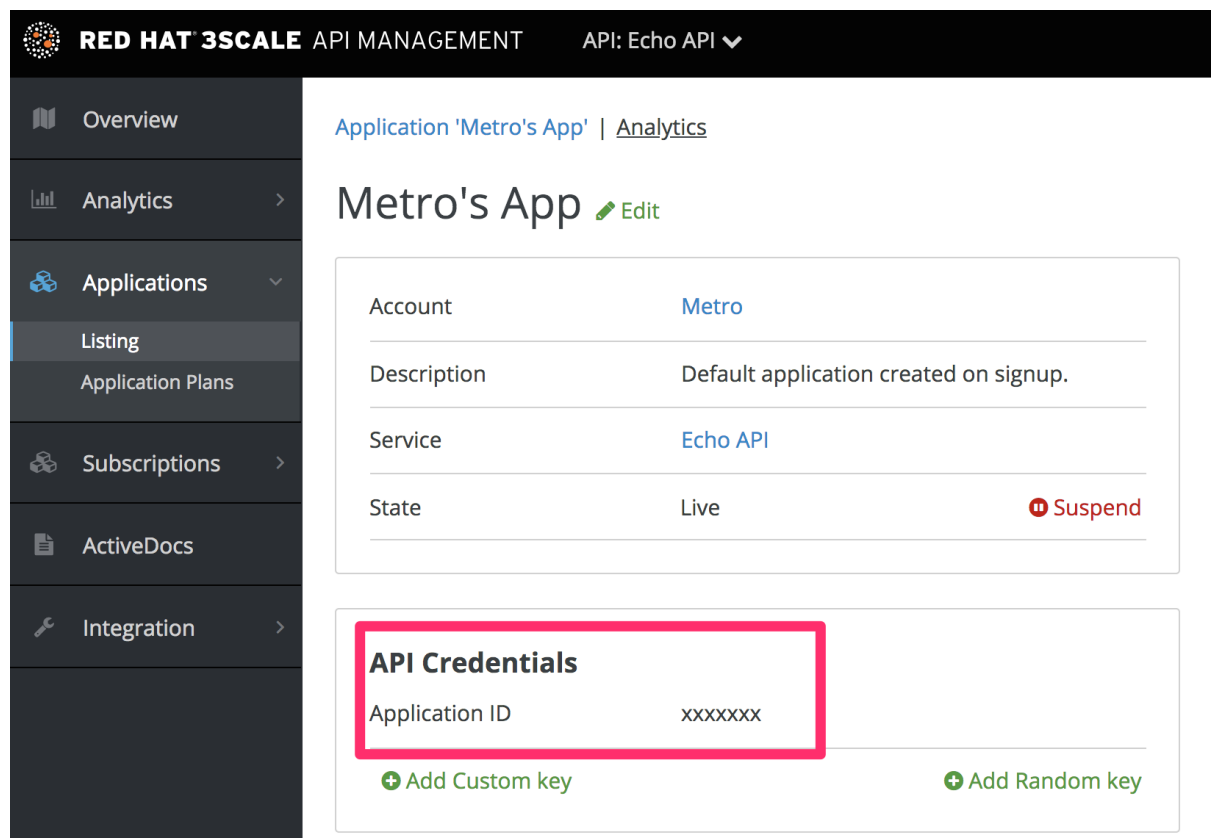 RED HAT® 3SCALE API MANAGEMENT API: Echo API
Overview
Analytics
Applications
Listing
Application Plans
Subscriptions
ActiveDocs
Integration
Application 'Metro's App' | Analytics
Metro's App Edit
Account Metro
Description Default application created on signup.
Service Echo API
State Live Suspend
API Credentials
Application ID xxxxxxx
Add Custom key Add Random key